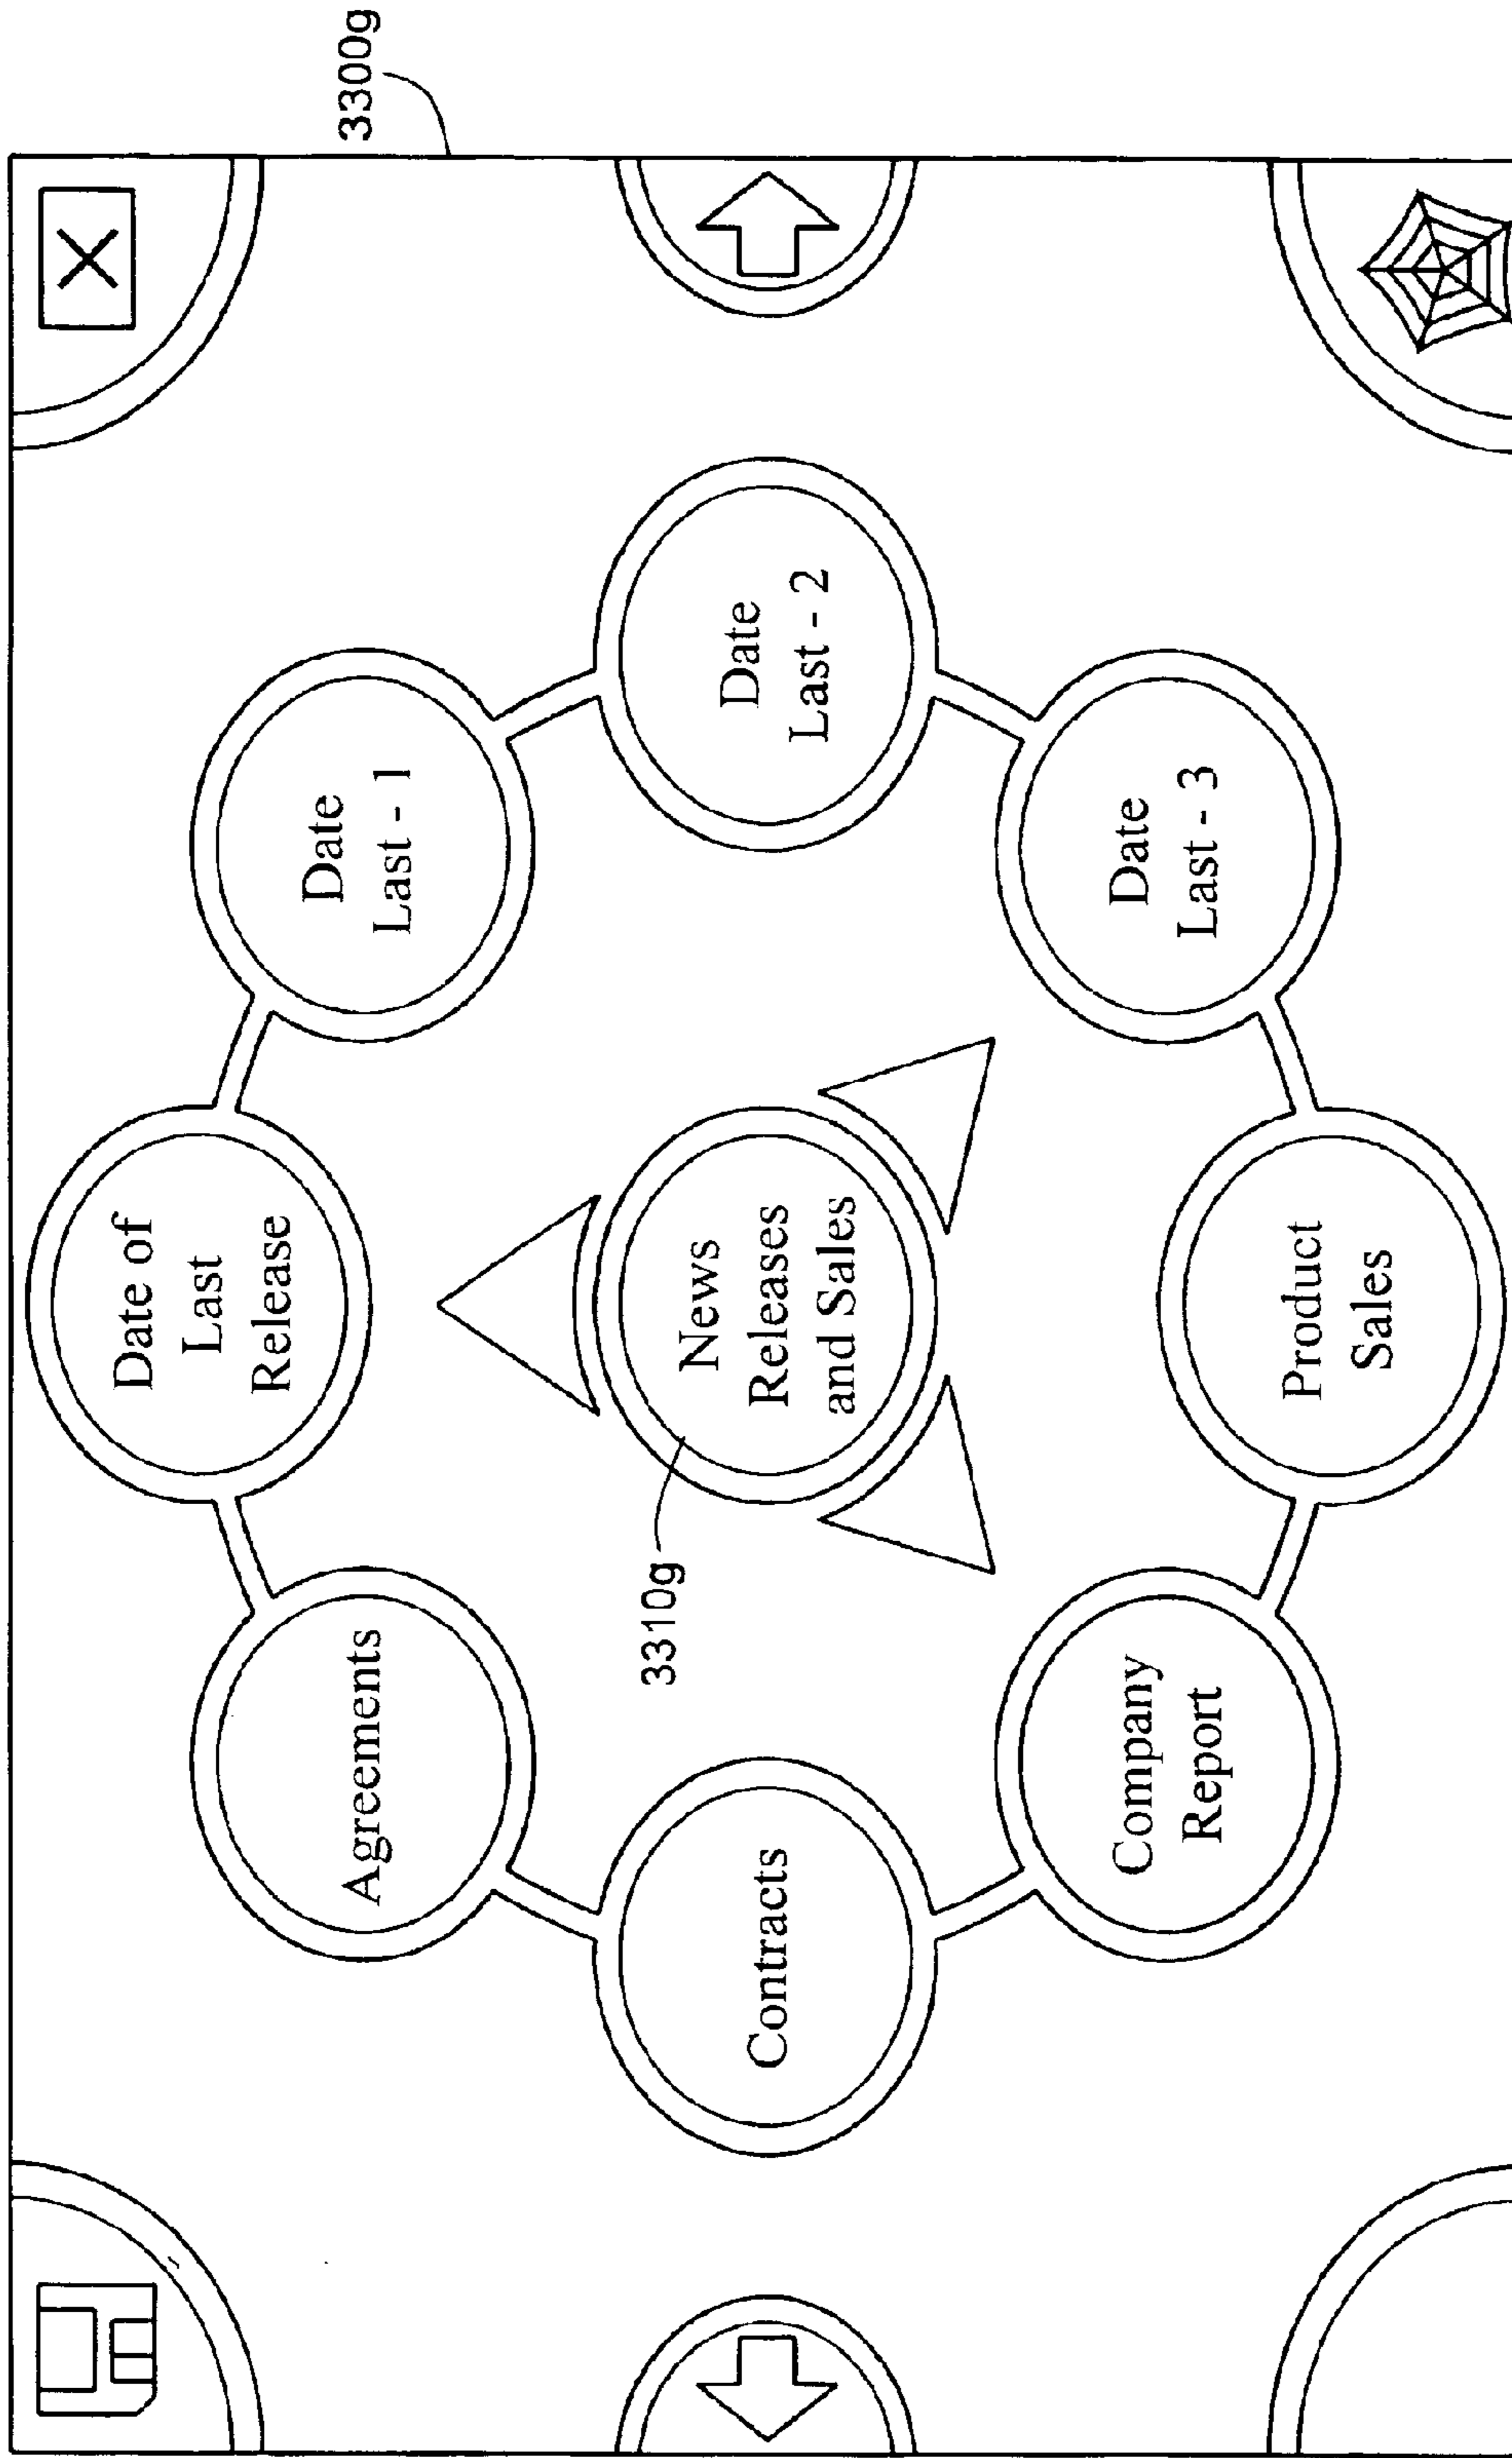 3300g
Date of
Last
Release
Agreements
Date
Last - 1
3310g
Contracts
News
Releases
and Sales
Date
Last - 2
Company
Report
Date
Last - 3
Product
Sales